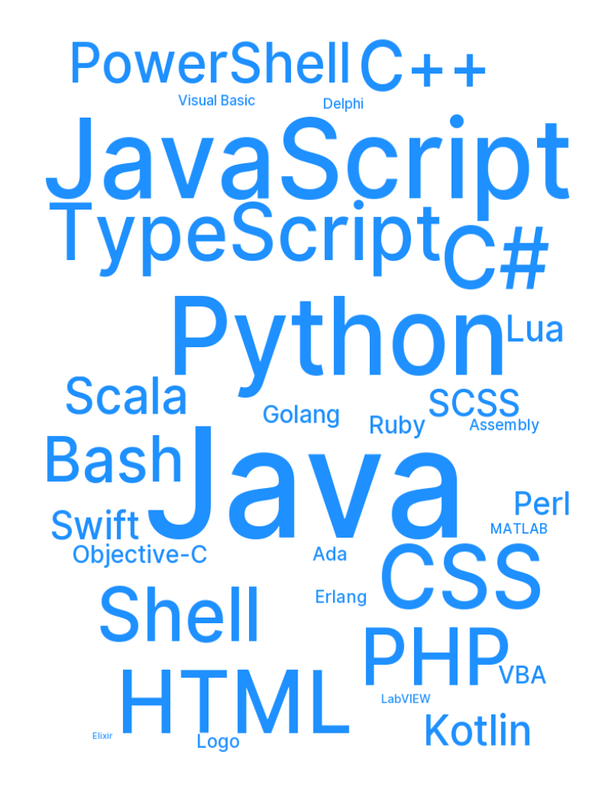 PowerShell C++
Visual Basic Delphi
JavaScript
TypeScript
C#
Python
Lua
Scala
SCSS
Golang
Ruby Assembly
Bash
Java
Perl
Swift
MATLAB
Objective-C
Ada
CSS
Erlang
Shell
PHP
VBA
LabVIEW
HTML
Kotlin
Elixir
Logo